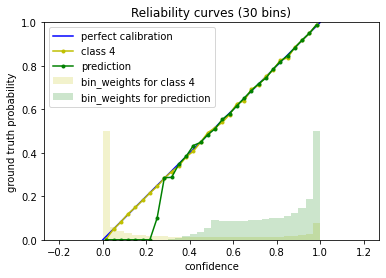 Reliability curves (30 bins)
perfect calibration
class 4
prediction
bin_weights for class 4
bin_weights for prediction
ground truth probability
1.0
0.8
0.6
0.4
0.2
0.0
−0.2 0.0 0.2 0.4 0.6 0.8 1.0 1.2
confidence